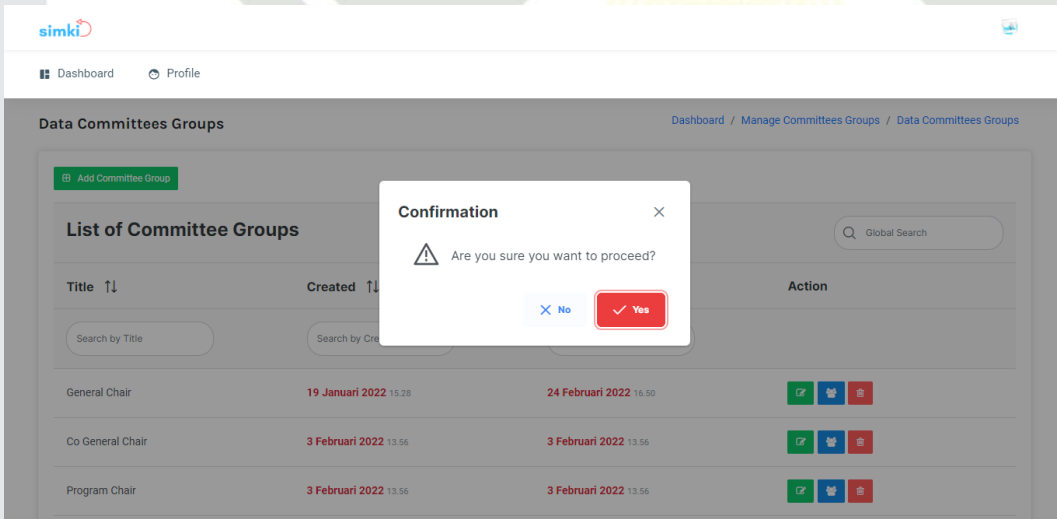 simki
Dashboard Profile
Data Committees Groups Dashboard / Manage Committees Groups / Data Committees Groups
Add Committee Group
Confirmation
List of Committee Groups Global Search
Are you sure you want to proceed?
Title Created Action
No Yes
Search by Title Search by Cre
General Chair 19 Januari 2022 15.28 24 Februari 2022 16.50
Co General Chair 3 Februari 2022 13.56 3 Februari 2022 13.56
Program Chair 3 Februari 2022 13.56 3 Februari 2022 13.56